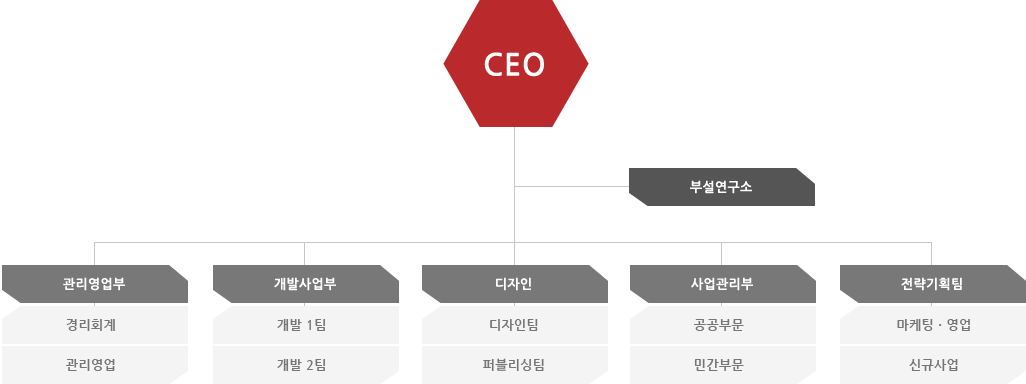 CEO
부설연구소
관리영업부
개발사업부
디자인
사업관리부
전략기획팀
경리회계
개발 1팀
디자인팀
공공부문
마케팅 · 영업
관리영업
개발 2팀
퍼블리싱팀
민간부문
신규사업